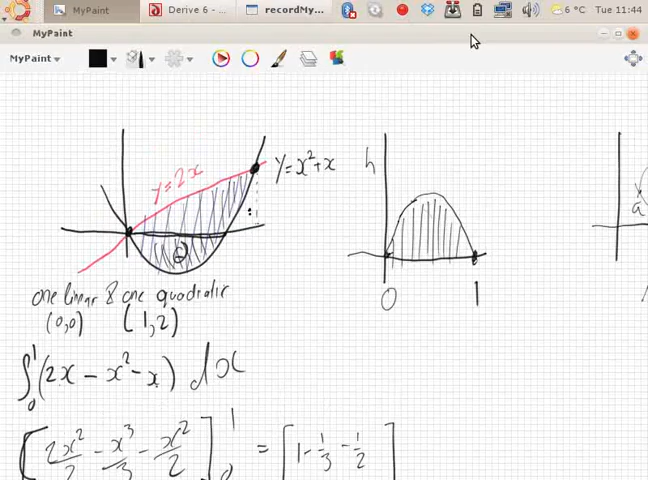 MyPaint
Derive 6 - ...
recordMy...
6 °C
Tue 11:44
MyPaint
MyPaint
y=2x
y=x²+x
h
a
0
1
one linear & one quadratic
(0,0) (1,2)
∫₀¹ (2x - x² - x) dx
[2x²/2 - x³/3 - x²/2]₀¹ = [1 - 1/3 - 1/2]